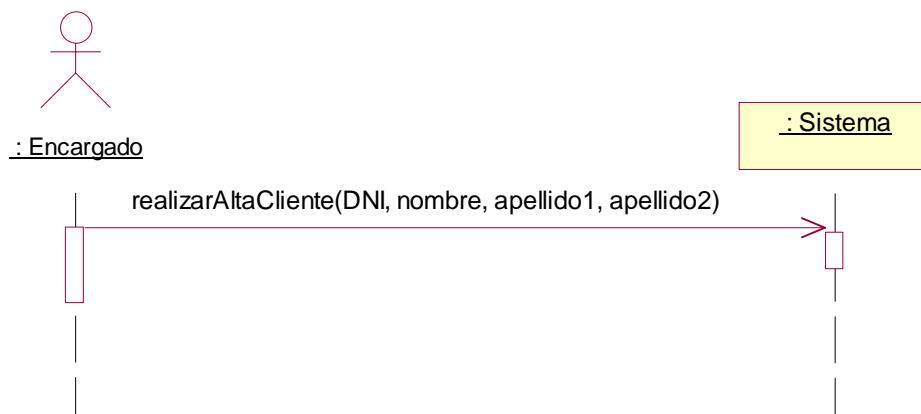 : Encargado
: Sistema
realizarAltaCliente(DNI, nombre, apellido1, apellido2)